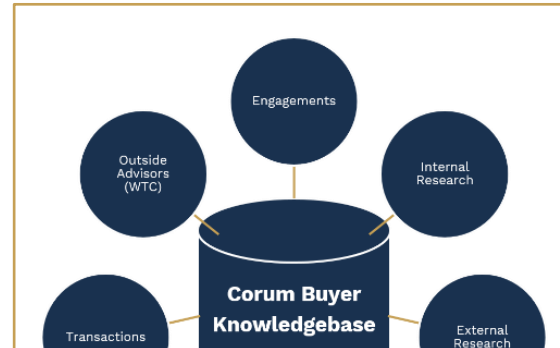 Engagements
Outside
Advisors
(WTC)
Internal
Research
Corum Buyer
Knowledgebase
Transactions
External
Research